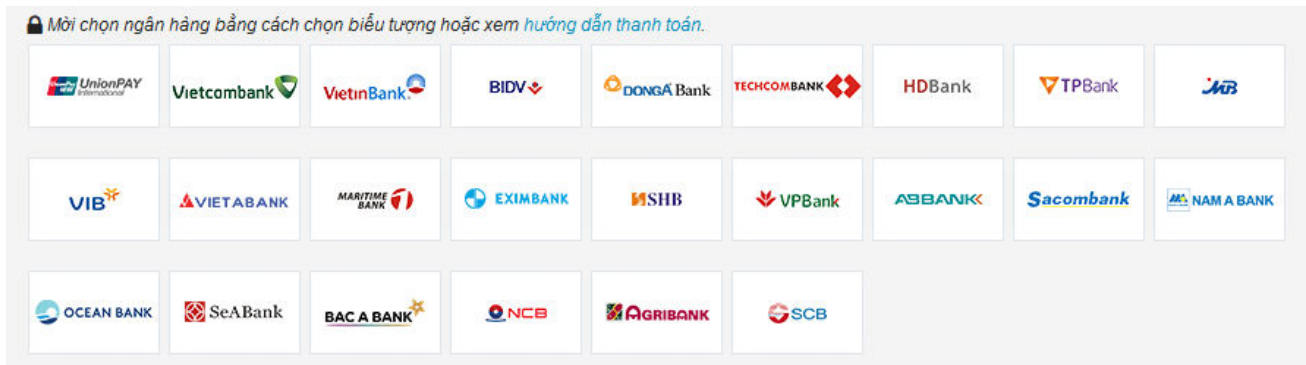 Mời chọn ngân hàng bằng cách chọn biểu tượng hoặc xem hướng dẫn thanh toán.
UnionPAY
International
Vietcombank
VietinBank
BIDV
DONGA Bank
TECHCOMBANK
HDBank
TPBank
MB
VIB
VIETABANK
MARITIME
BANK
EXIMBANK
SHB
VPBank
ABBANK
Sacombank
NAM A BANK
OCEAN BANK
SeABank
BAC A BANK
NCB
AGRIBANK
SCB